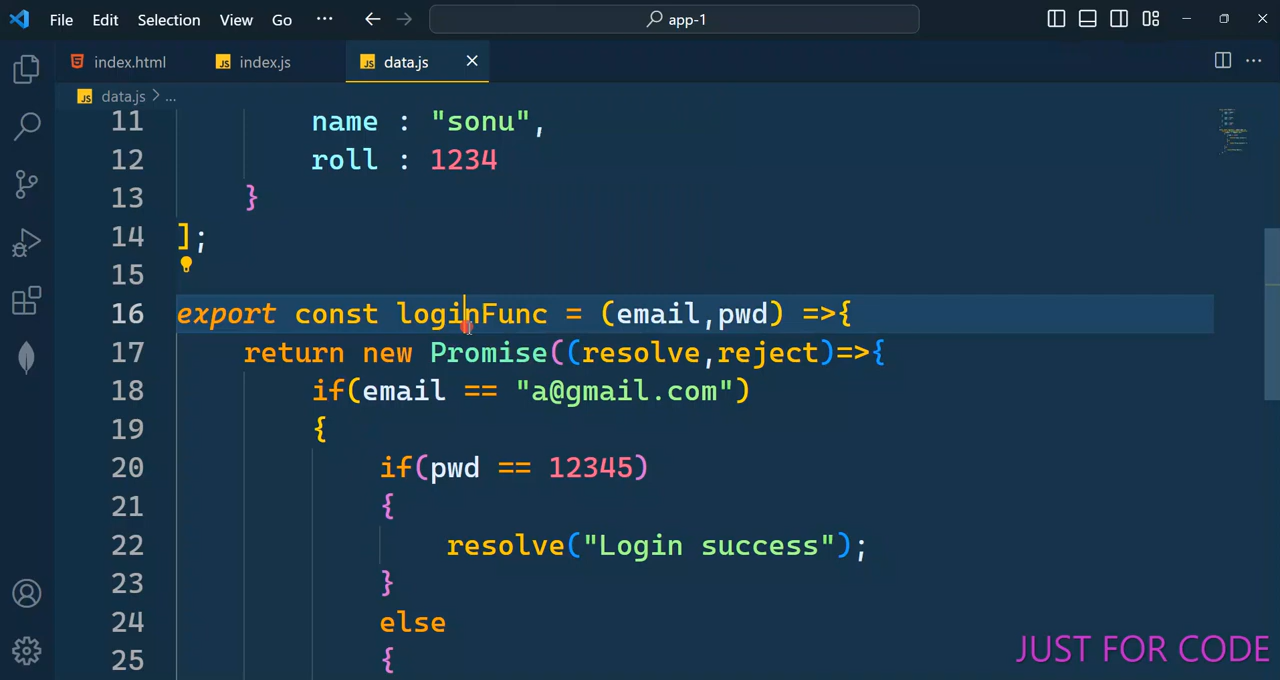 File Edit Selection View Go ... app-1
index.html index.js data.js
data.js > ...
11 name : "sonu",
12 roll : 1234
13 }
14 ];
15
16 export const loginFunc = (email,pwd) =>{
17 return new Promise((resolve,reject)=>{
18 if(email == "a@gmail.com")
19 {
20 if(pwd == 12345)
21 {
22 resolve("Login success");
23 }
24 else
25 {
JUST FOR CODE